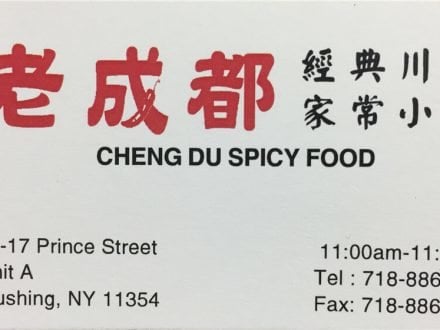 老成都
經典川
家常小
CHENG DU SPICY FOOD
-17 Prince Street
nit A
ushing, NY 11354
11:00am-11:
Tel : 718-886
Fax: 718-886